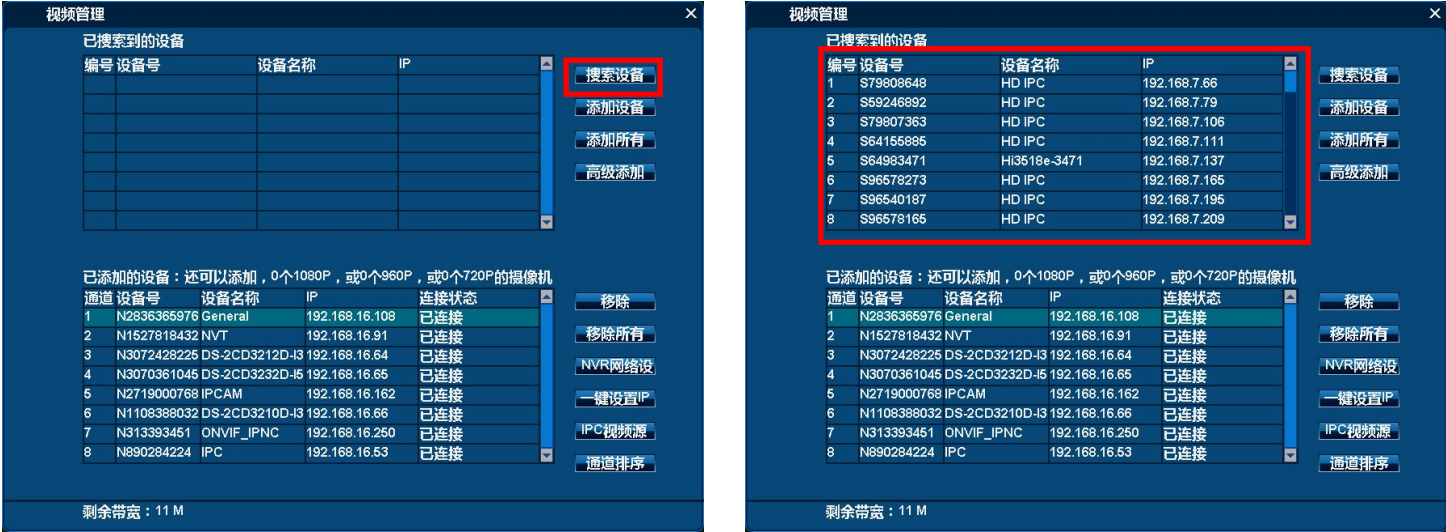 视频管理
已搜索到的设备
编号 设备号 设备名称 IP
搜索设备
添加设备
添加所有
高级添加
已添加的设备：还可以添加，0个1080P，或0个960P，或0个720P的摄像机
通道 设备号 设备名称 IP 连接状态
1 N2836365976 General 192.168.16.108 已连接
2 N1527818432 NVT 192.168.16.91 已连接
3 N3072428225 DS-2CD3212D-I3 192.168.16.64 已连接
4 N3070361045 DS-2CD3232D-I5 192.168.16.65 已连接
5 N2719000768 IPCAM 192.168.16.162 已连接
6 N1108388032 DS-2CD3210D-I3 192.168.16.66 已连接
7 N313393451 ONVIF_IPNC 192.168.16.250 已连接
8 N890284224 IPC 192.168.16.53 已连接
移除
移除所有
NVR网络设
一键设置IP
IPC视频源
通道排序
剩余带宽：11 M
视频管理
已搜索到的设备
编号 设备号 设备名称 IP
1 S79808648 HD IPC 192.168.7.66
2 S59246892 HD IPC 192.168.7.79
3 S79807363 HD IPC 192.168.7.106
4 S64155885 HD IPC 192.168.7.111
5 S64983471 Hi3518e-3471 192.168.7.137
6 S96578273 HD IPC 192.168.7.165
7 S96540187 HD IPC 192.168.7.195
8 S96578165 HD IPC 192.168.7.209
搜索设备
添加设备
添加所有
高级添加
已添加的设备：还可以添加，0个1080P，或0个960P，或0个720P的摄像机
通道 设备号 设备名称 IP 连接状态
1 N2836365976 General 192.168.16.108 已连接
2 N1527818432 NVT 192.168.16.91 已连接
3 N3072428225 DS-2CD3212D-I3 192.168.16.64 已连接
4 N3070361045 DS-2CD3232D-I5 192.168.16.65 已连接
5 N2719000768 IPCAM 192.168.16.162 已连接
6 N1108388032 DS-2CD3210D-I3 192.168.16.66 已连接
7 N313393451 ONVIF_IPNC 192.168.16.250 已连接
8 N890284224 IPC 192.168.16.53 已连接
移除
移除所有
NVR网络设
一键设置IP
IPC视频源
通道排序
剩余带宽：11 M